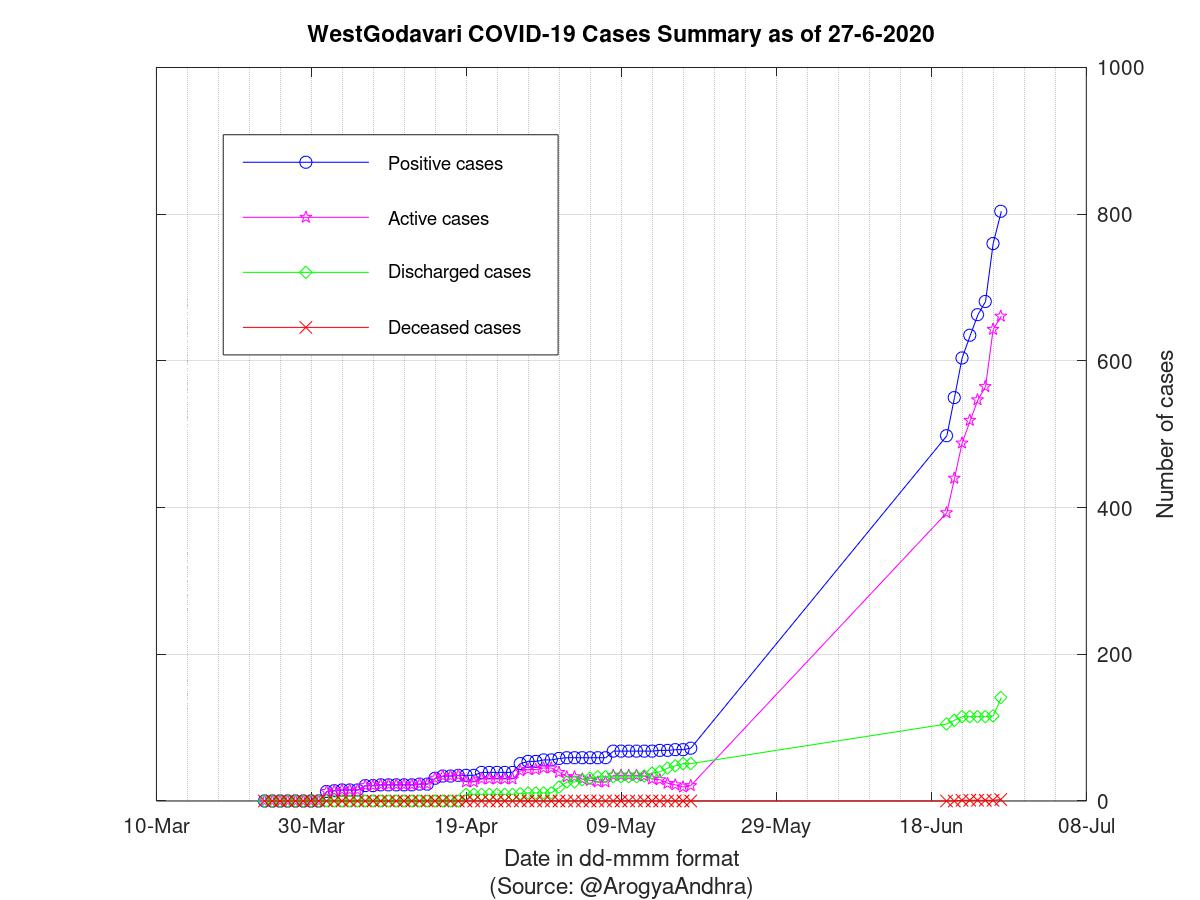 WestGodavari COVID-19 Cases Summary as of 27-6-2020
1000
Positive cases
Active cases
800
Discharged cases
Deceased cases
600
Number of cases
400
200
0
10-Mar 30-Mar 19-Apr 09-May 29-May 18-Jun 08-Jul
Date in dd-mmm format
(Source: @ArogyaAndhra)